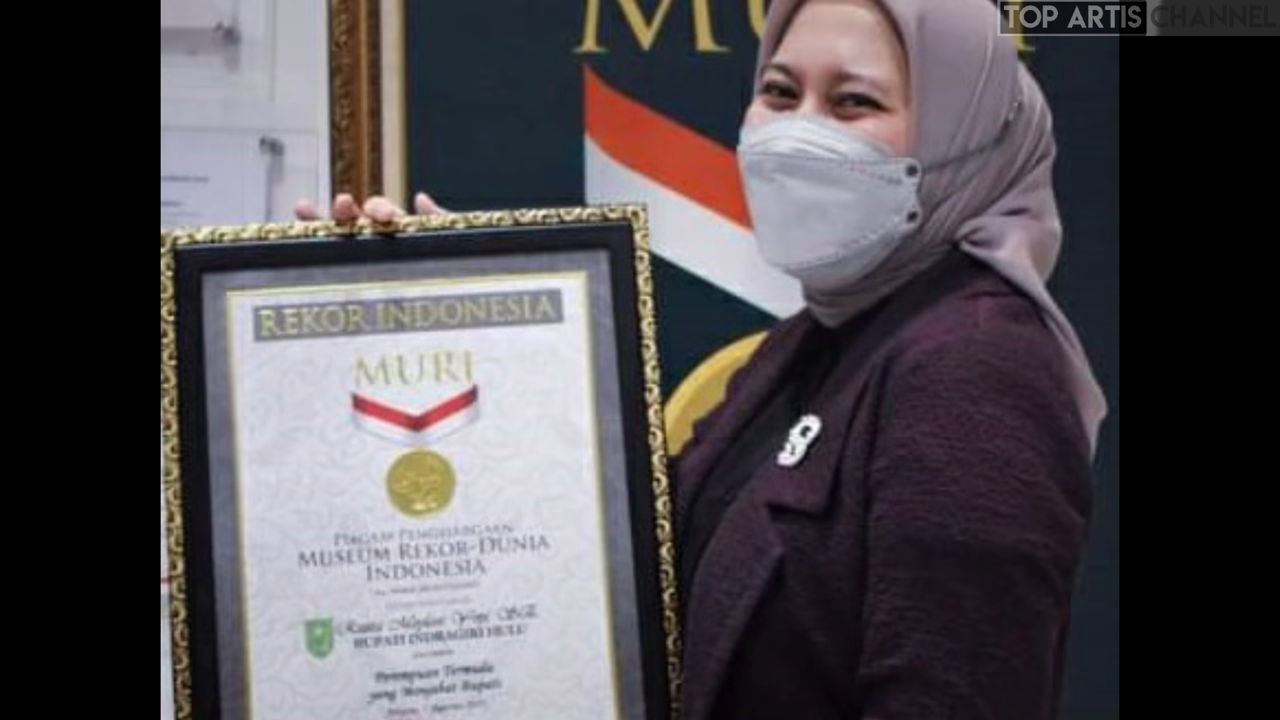 TOP ARTIS CHANNEL
REKOR INDONESIA
MURI
PIAGAM PENGHARGAAN
MUSEUM REKOR-DUNIA
INDONESIA
BUPATI INDRAGIRI HULU
Perempuan Termuda
yang Menjabat Bupati